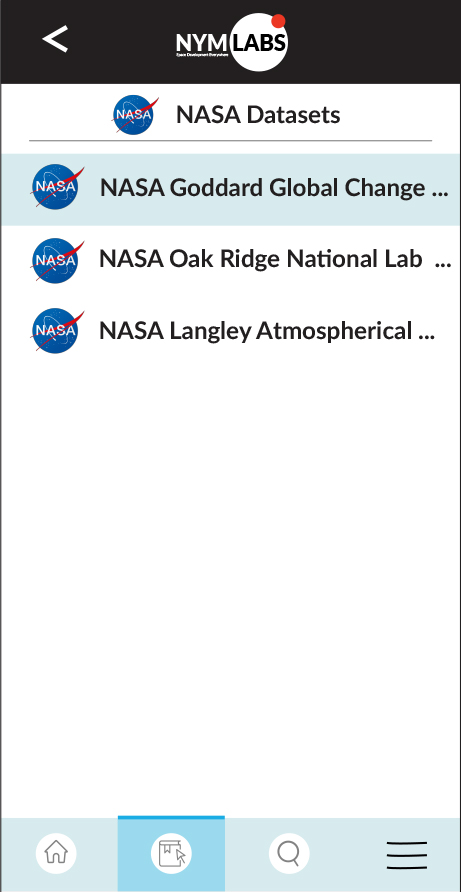 NYM LABS
Space Development Everywhere
NASA NASA Datasets
NASA NASA Goddard Global Change ...
NASA NASA Oak Ridge National Lab ...
NASA NASA Langley Atmospherical ...